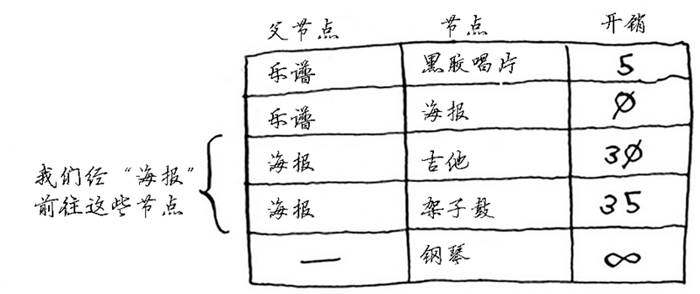 父节点 节点 开销
乐谱 黑胶唱片 5
乐谱 海报 0
海报 吉他 30
我们经“海报”
前往这些节点
海报 架子鼓 35
— 钢琴 ∞